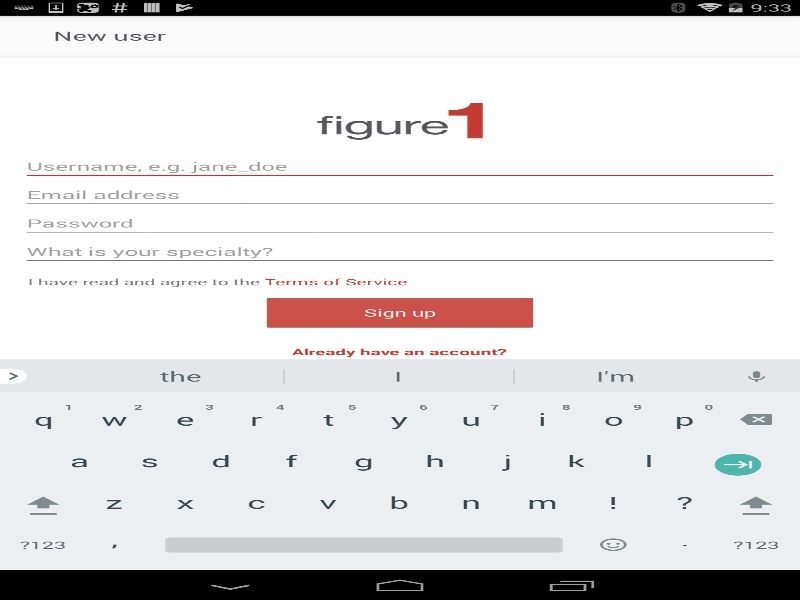 9:33
New user
figure1
Username, e.g. jane_doe
Email address
Password
What is your specialty?
I have read and agree to the Terms of Service
Sign up
Already have an account?
the I I'm
1 2 3 4 5 6 7 8 9 0
q w e r t y u i o p
a s d f g h j k l
z x c v b n m ! ?
?123 , . ?123